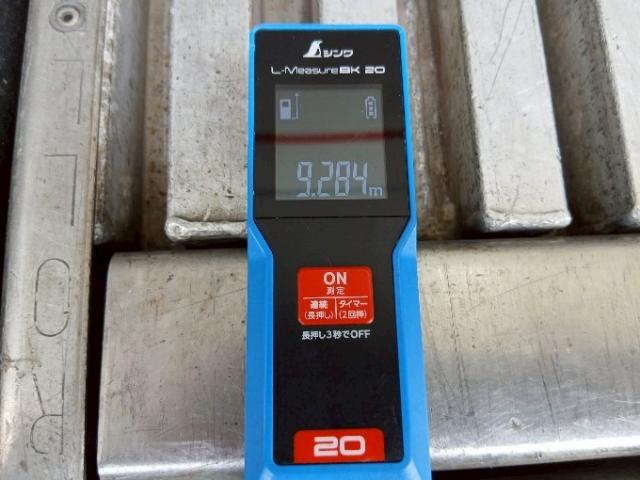 シンワ
L-Measure BK 20
9.284m
ON
測定
連続 タイマー
(長押し) (2回押)
長押し3秒でOFF
20